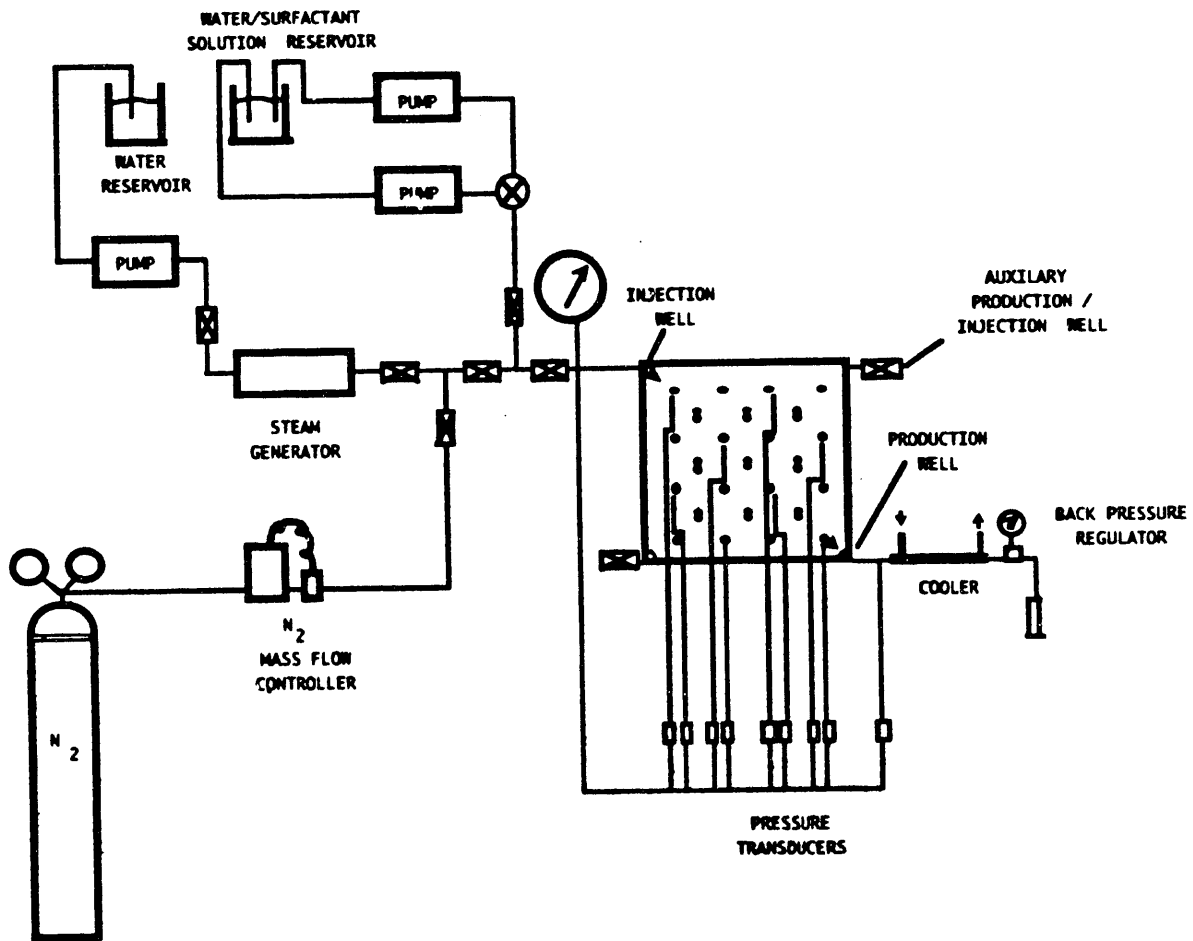 WATER/SURFACTANT
SOLUTION RESERVOIR
PUMP
WATER
RESERVOIR
PUMP
PUMP
INJECTION
WELL
AUXILARY
PRODUCTION /
INJECTION WELL
STEAM
GENERATOR
PRODUCTION
WELL
BACK PRESSURE
REGULATOR
COOLER
N2
MASS FLOW
CONTROLLER
N2
PRESSURE
TRANSDUCERS